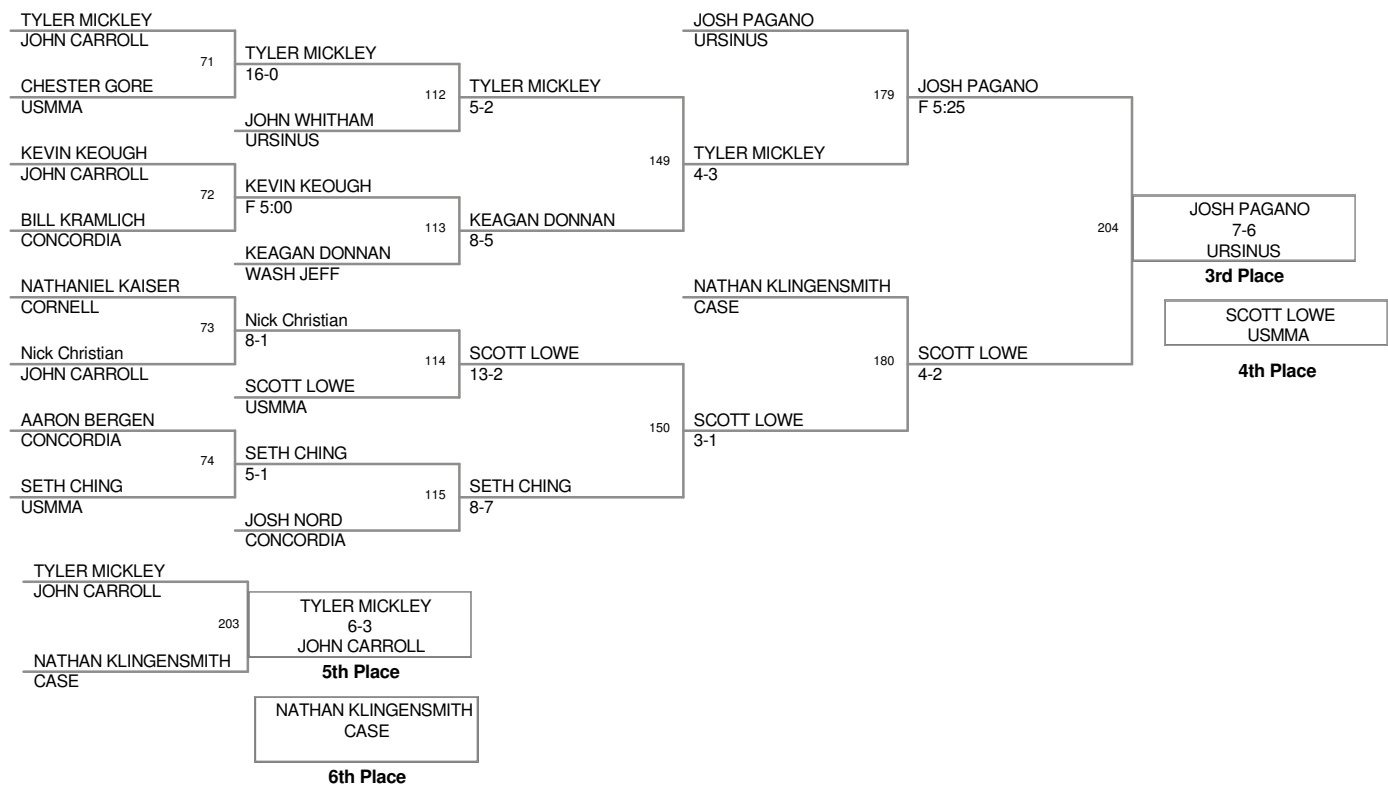 TYLER MICKLEY
JOHN CARROLL
71
CHESTER GORE
USMMA
KEVIN KEOUGH
JOHN CARROLL
72
BILL KRAMLICH
CONCORDIA
NATHANIEL KAISER
CORNELL
73
Nick Christian
JOHN CARROLL
AARON BERGEN
CONCORDIA
74
SETH CHING
USMMA
TYLER MICKLEY
16-0
112
JOHN WHITHAM
URSINUS
KEVIN KEOUGH
F 5:00
113
KEAGAN DONNAN
WASH JEFF
Nick Christian
8-1
114
SCOTT LOWE
USMMA
SETH CHING
5-1
115
JOSH NORD
CONCORDIA
TYLER MICKLEY
5-2
149
KEAGAN DONNAN
8-5
SCOTT LOWE
13-2
150
SETH CHING
8-7
JOSH PAGANO
URSINUS
179
TYLER MICKLEY
4-3
NATHAN KLINGENSMITH
CASE
180
SCOTT LOWE
3-1
JOSH PAGANO
F 5:25
204
SCOTT LOWE
4-2
JOSH PAGANO
7-6
URSINUS
3rd Place
SCOTT LOWE
USMMA
4th Place
TYLER MICKLEY
JOHN CARROLL
203
NATHAN KLINGENSMITH
CASE
TYLER MICKLEY
6-3
JOHN CARROLL
5th Place
NATHAN KLINGENSMITH
CASE
6th Place